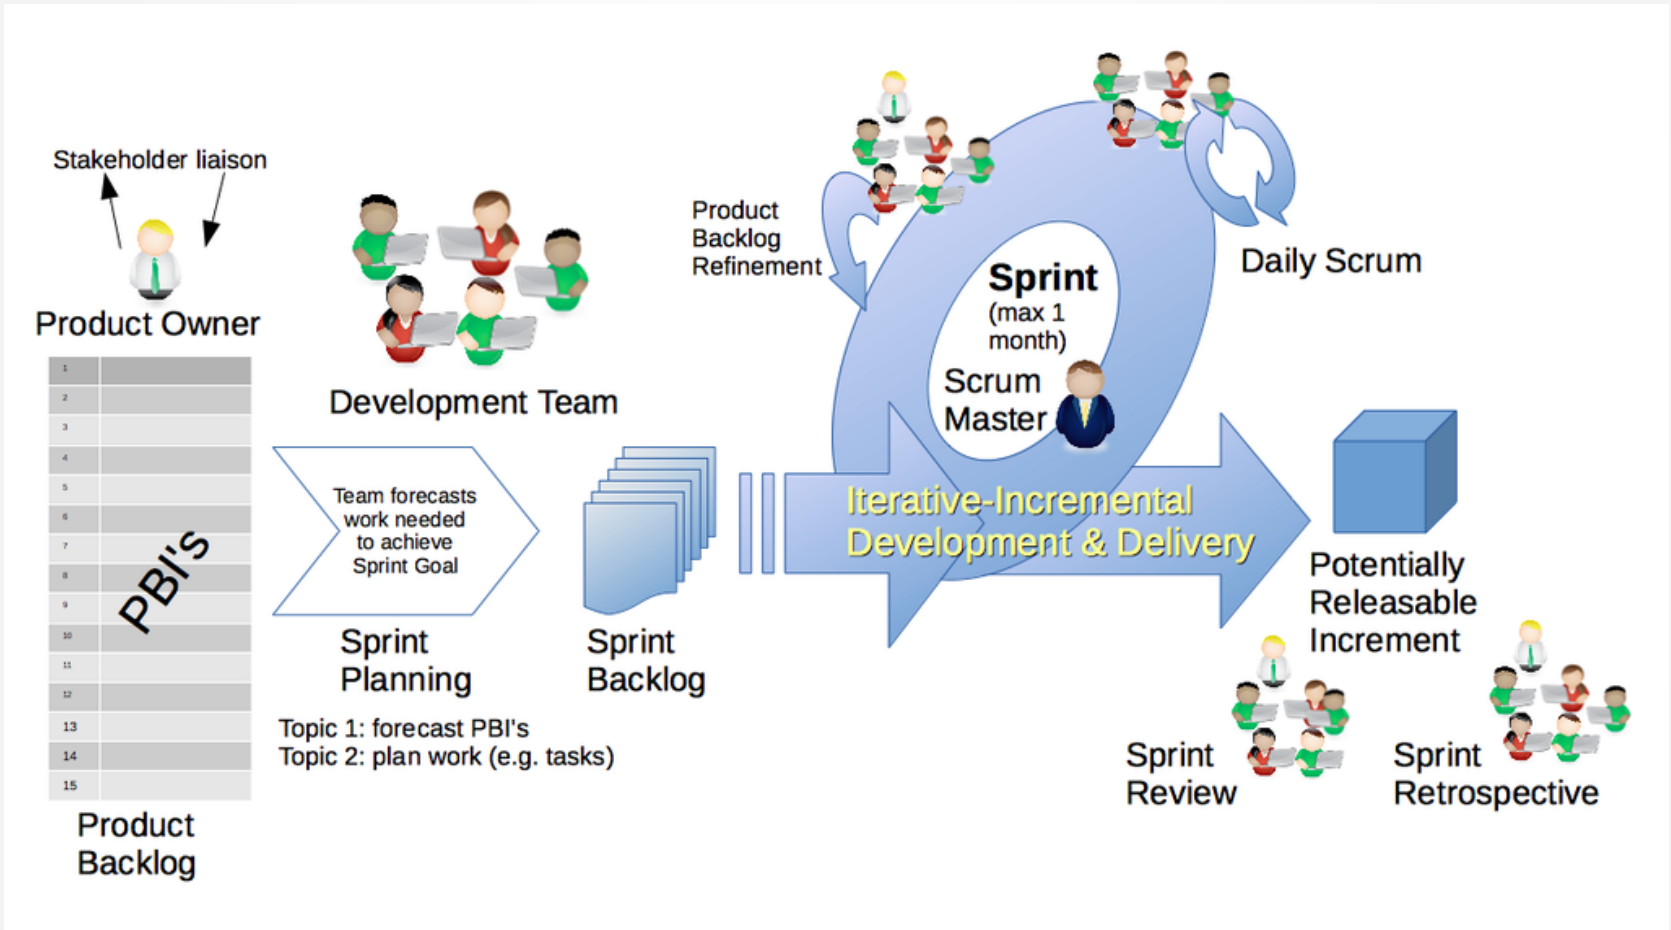 Stakeholder liaison
Product Owner
1
2
3
4
5
6
7
8
9
10
11
12
13
14
15
PBI's
Product
Backlog
Development Team
Team forecasts
work needed
to achieve
Sprint Goal
Sprint
Planning
Topic 1: forecast PBI's
Topic 2: plan work (e.g. tasks)
Sprint
Backlog
Product
Backlog
Refinement
Sprint
(max 1
month)
Scrum
Master
Daily Scrum
Iterative-Incremental
Development & Delivery
Potentially
Releasable
Increment
Sprint
Review
Sprint
Retrospective